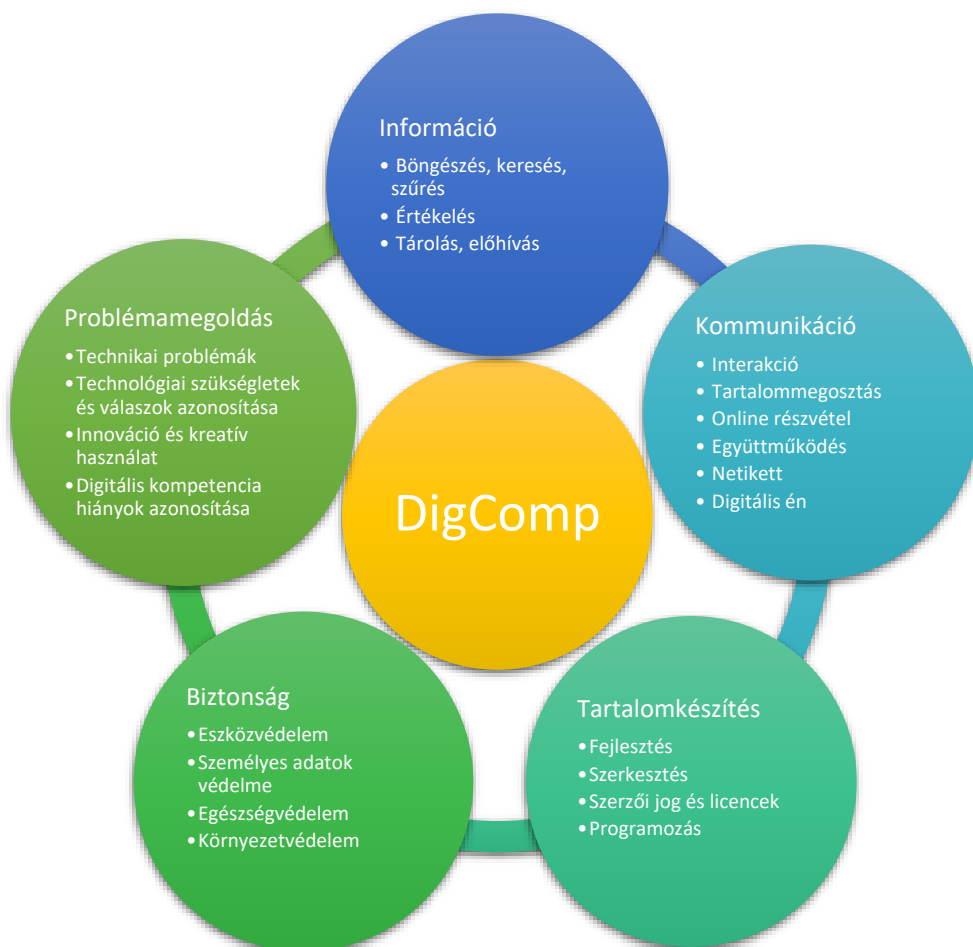 Információ
• Böngészés, keresés,
szűrés
• Értékelés
• Tárolás, előhívás
Kommunikáció
• Interakció
• Tartalommegosztás
• Online részvétel
• Együttműködés
• Netikett
• Digitális én
Tartalomkészítés
• Fejlesztés
• Szerkesztés
• Szerzői jog és licencek
• Programozás
Biztonság
• Eszközvédelem
• Személyes adatok
védelme
• Egészségvédelem
• Környezetvédelem
Problémamegoldás
• Technikai problémák
• Technológiai szükségletek
és válaszok azonosítása
• Innováció és kreatív
használat
• Digitális kompetencia
hiányok azonosítása
DigComp